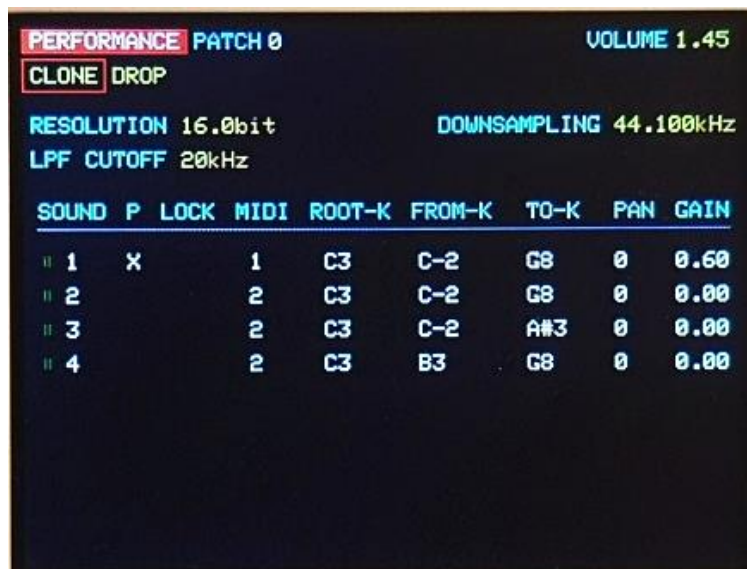 PERFORMANCE PATCH 0 VOLUME 1.45
CLONE DROP
RESOLUTION 16.0bit DOWNSAMPLING 44.100kHz
LPF CUTOFF 20kHz
SOUND P LOCK MIDI ROOT-K FROM-K TO-K PAN GAIN
1 X 1 C3 C-2 G8 0 0.60
2 2 C3 C-2 G8 0 0.00
3 2 C3 C-2 A#3 0 0.00
4 2 C3 B3 G8 0 0.00